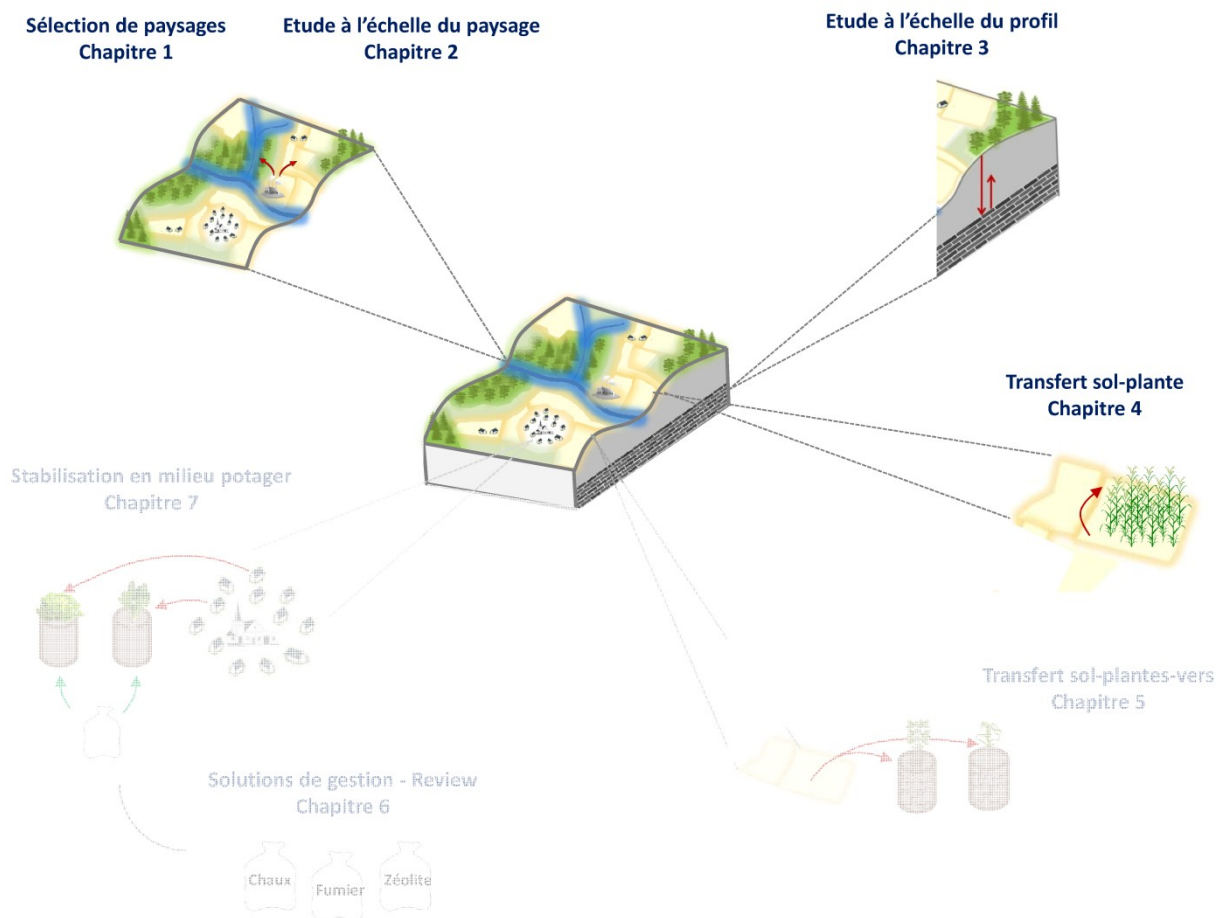 Sélection de paysages
Chapitre 1
Etude à l'échelle du paysage
Chapitre 2
Etude à l'échelle du profil
Chapitre 3
Transfert sol-plante
Chapitre 4
Stabilisation en milieu potager
Chapitre 7
Transfert sol-plantes-vers
Chapitre 5
Solutions de gestion - Review
Chapitre 6
Chaux
Fumier
Zéolite